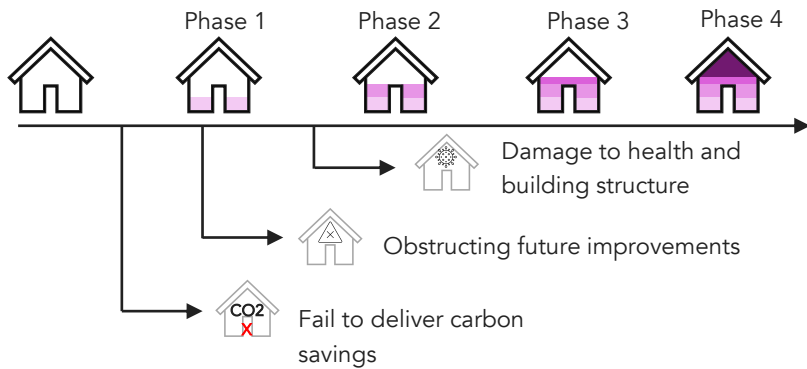 Phase 1
Phase 2
Phase 3
Phase 4
Damage to health and
building structure
Obstructing future improvements
CO2
X
Fail to deliver carbon
savings